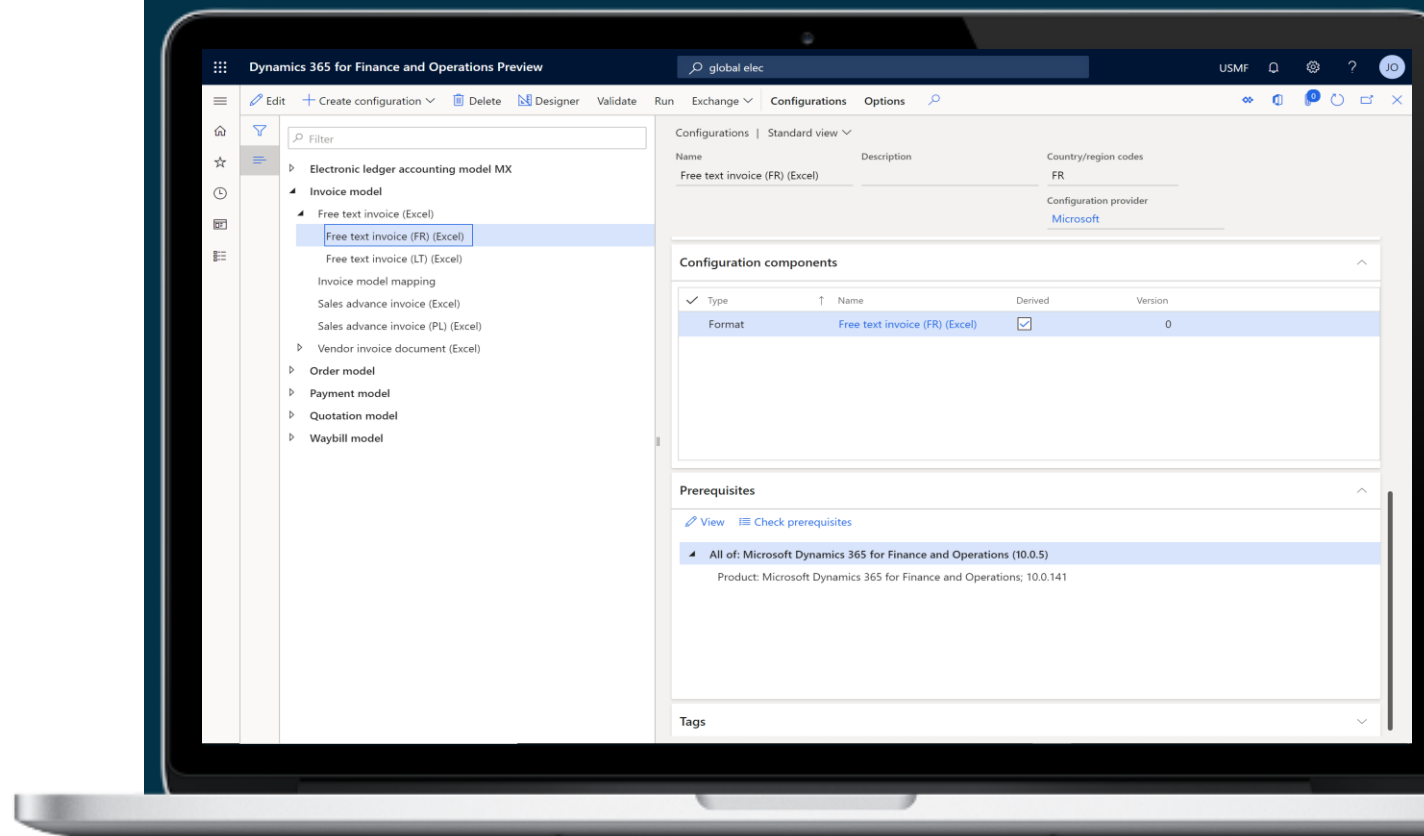 Dynamics 365 for Finance and Operations Preview
global elec
USMF
JO
Edit Create configuration Delete Designer Validate Run Exchange Configurations Options
0
Filter
Electronic ledger accounting model MX
Invoice model
Free text invoice (Excel)
Free text invoice (FR) (Excel)
Free text invoice (LT) (Excel)
Invoice model mapping
Sales advance invoice (Excel)
Sales advance invoice (PL) (Excel)
Vendor invoice document (Excel)
Order model
Payment model
Quotation model
Waybill model
Configurations | Standard view
Name Description Country/region codes
Free text invoice (FR) (Excel) FR
Configuration provider
Microsoft
Configuration components
Type Name Derived Version
Format Free text invoice (FR) (Excel) 0
Prerequisites
View Check prerequisites
All of: Microsoft Dynamics 365 for Finance and Operations (10.0.5)
Product: Microsoft Dynamics 365 for Finance and Operations; 10.0.141
Tags